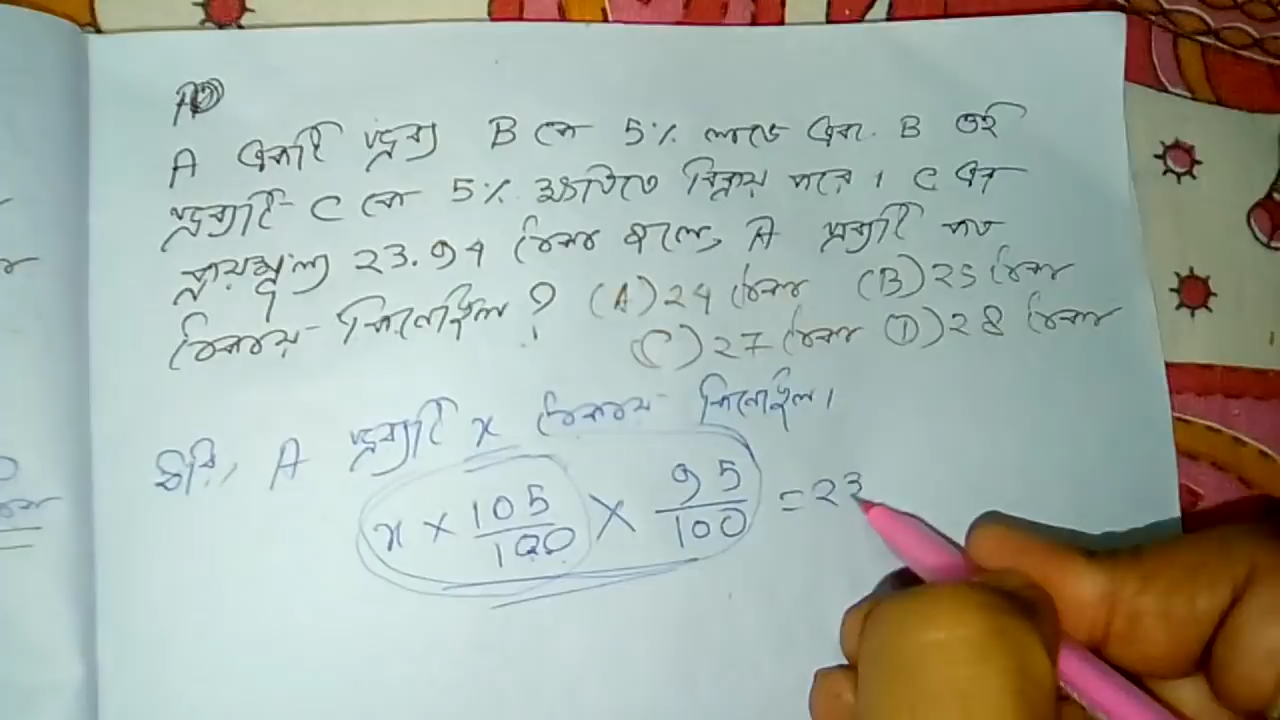 A একটি দ্রব্য B কে 5% লাভে এবং B ওই
দ্রব্যটি C কে 5% ক্ষতিতে বিক্রয় করে। C এর
ক্রয়মূল্য 23.94 টাকা হলে, A দ্রব্যটি কত
টাকায় কিনেছিল ? (A) 24 টাকা (B) 25 টাকা
(C) 27 টাকা (D) 28 টাকা
ধরি, A দ্রব্যটি x টাকায় কিনেছিল।
x × 105/100 × 95/100 = 23